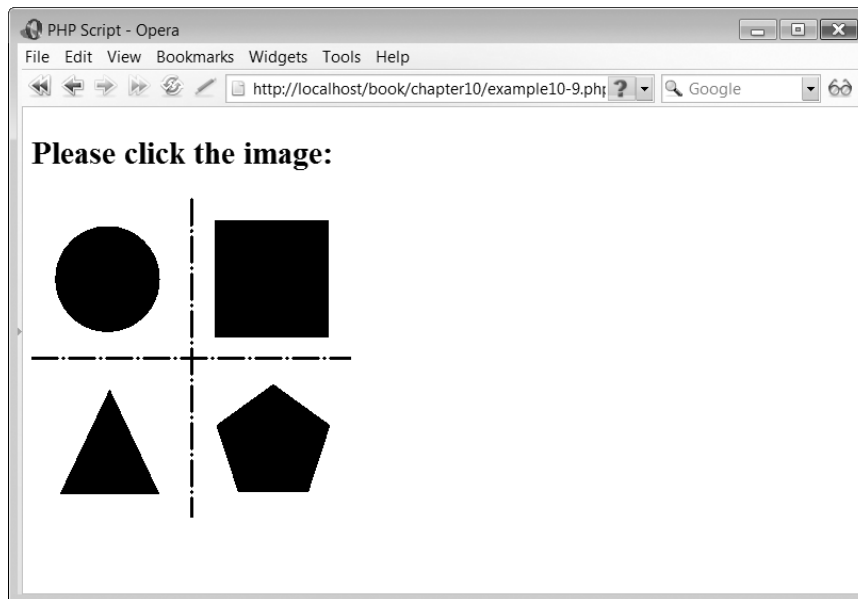 PHP Script - Opera
File Edit View Bookmarks Widgets Tools Help
http://localhost/book/chapter10/example10-9.php ? Google
Please click the image: